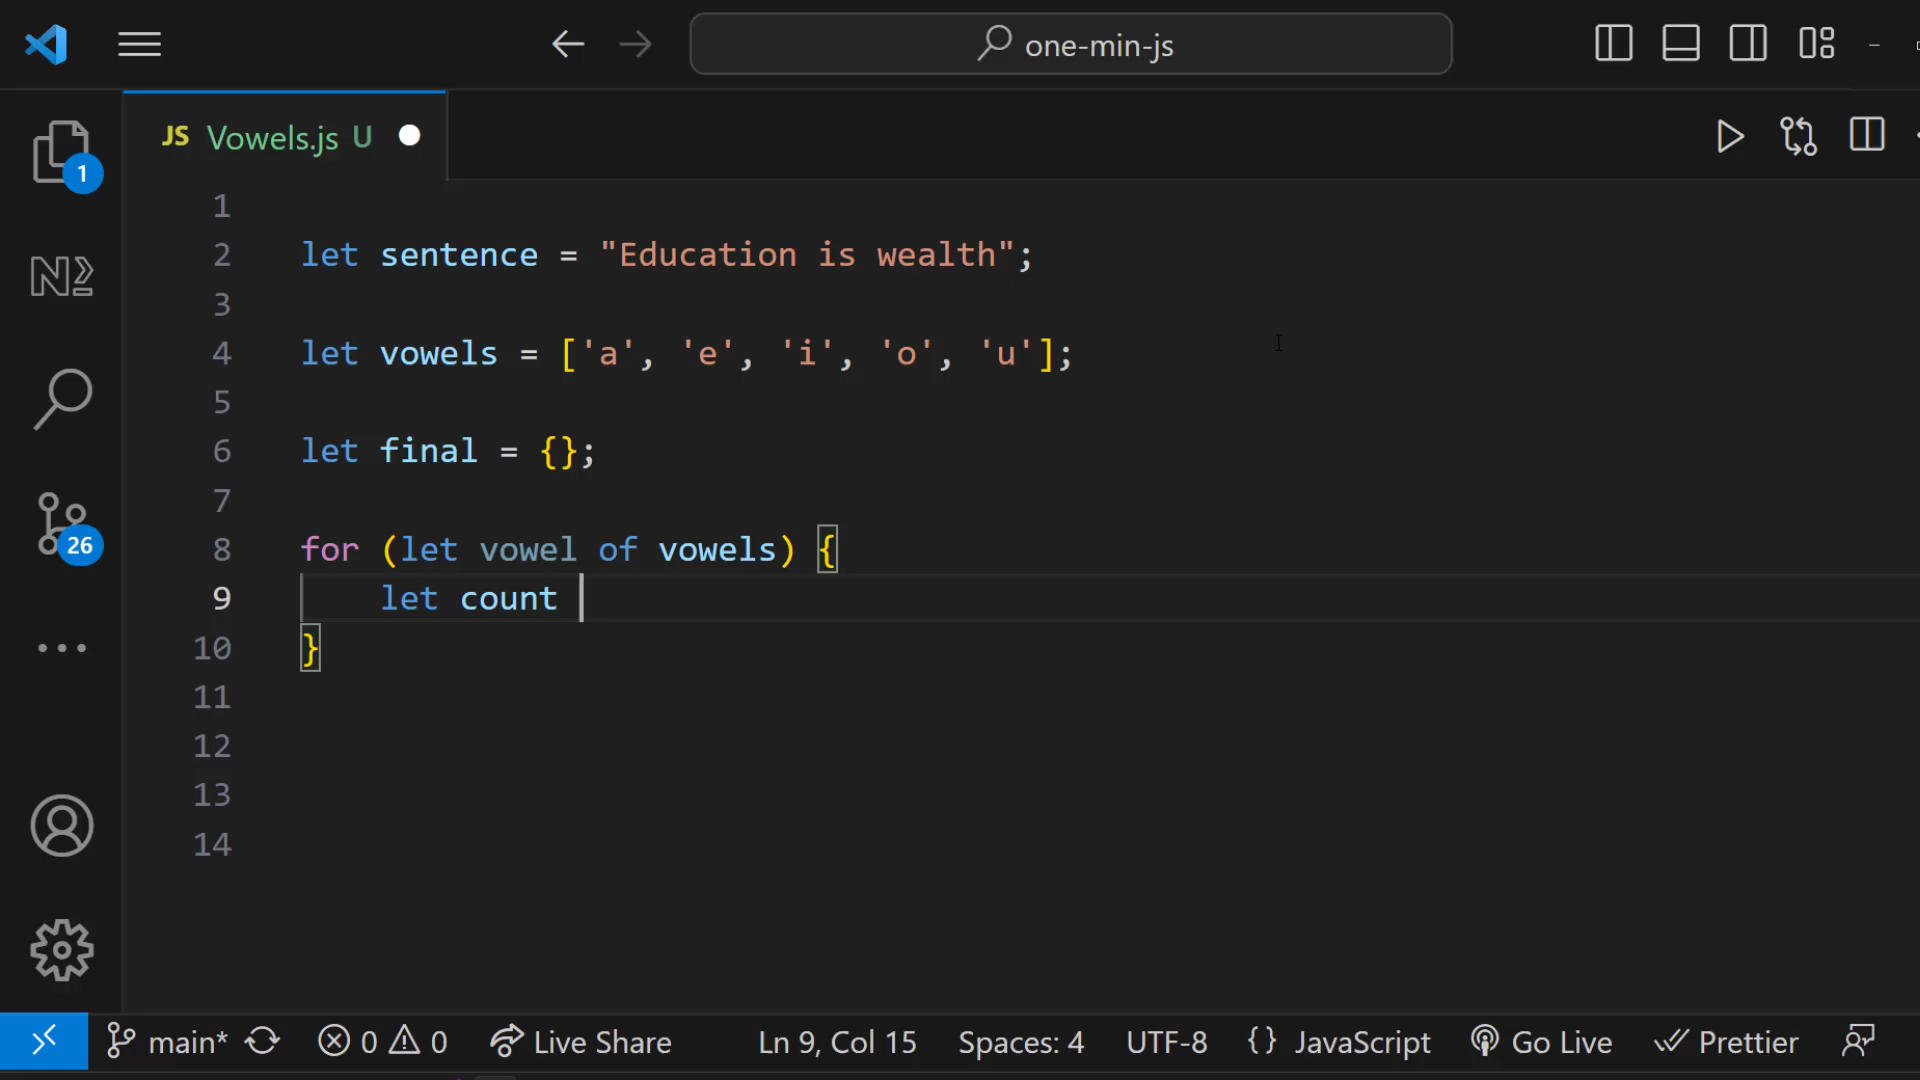 one-min-js
JS Vowels.js U
1
1
2 let sentence = "Education is wealth";
3
4 let vowels = ['a', 'e', 'i', 'o', 'u'];
5
6 let final = {};
7
8 for (let vowel of vowels) {
9 let count
10 }
11
12
13
14
26
main* 0 0 Live Share Ln 9, Col 15 Spaces: 4 UTF-8 {} JavaScript Go Live Prettier